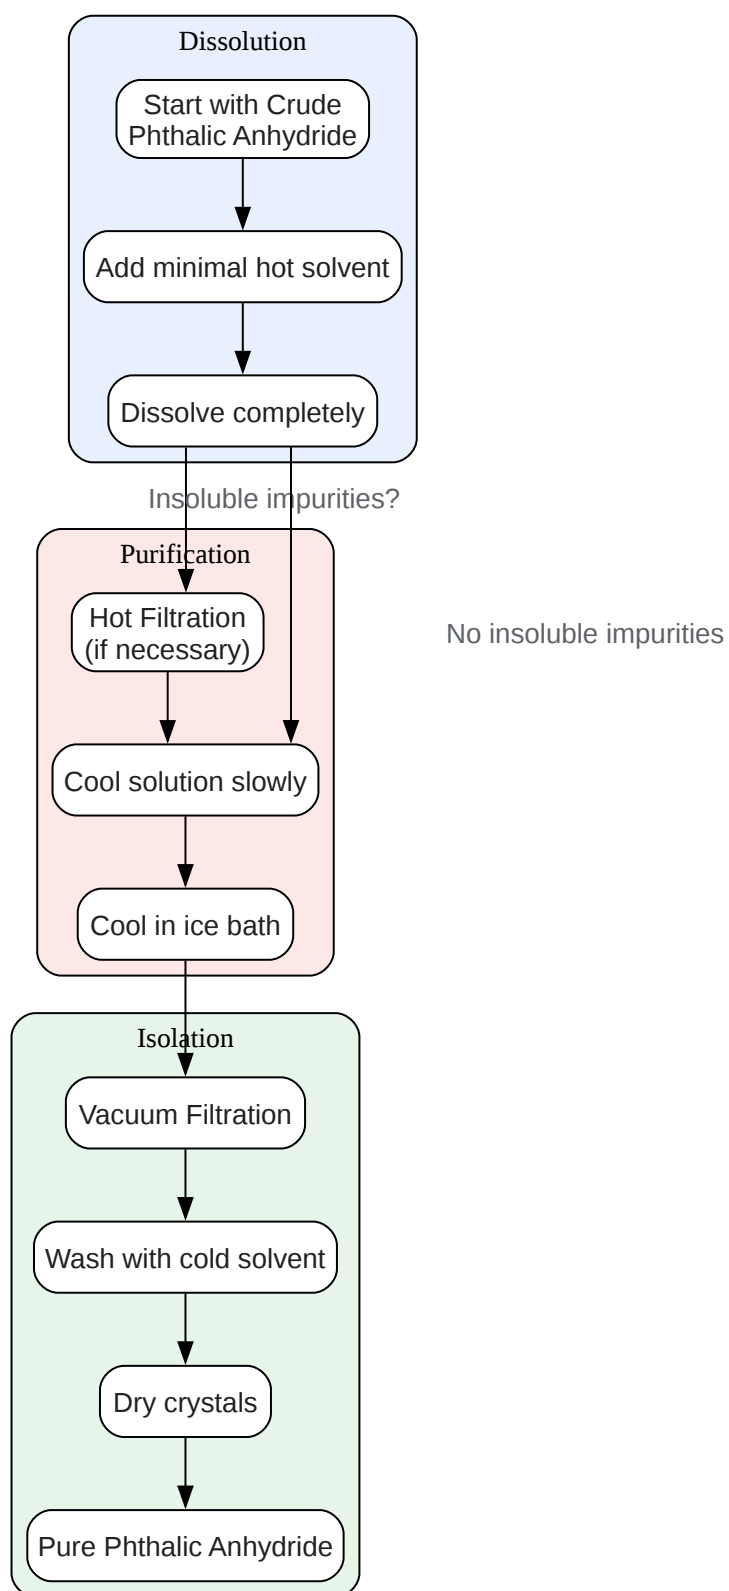 Dissolution
Start with Crude
Phthalic Anhydride
Add minimal hot solvent
Dissolve completely
Insoluble impurities?
Purification
Hot Filtration
(if necessary)
No insoluble impurities
Cool solution slowly
Cool in ice bath
Isolation
Vacuum Filtration
Wash with cold solvent
Dry crystals
Pure Phthalic Anhydride